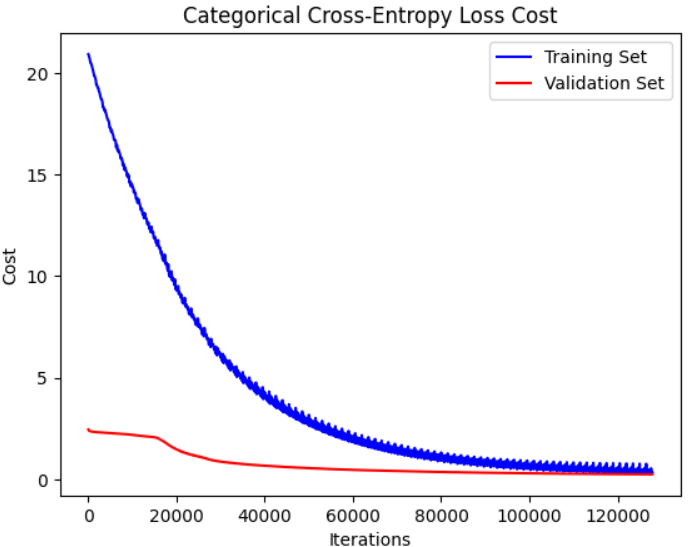 Categorical Cross-Entropy Loss Cost
Training Set
Validation Set
20
15
10
5
0
Cost
0 20000 40000 60000 80000 100000 120000
Iterations